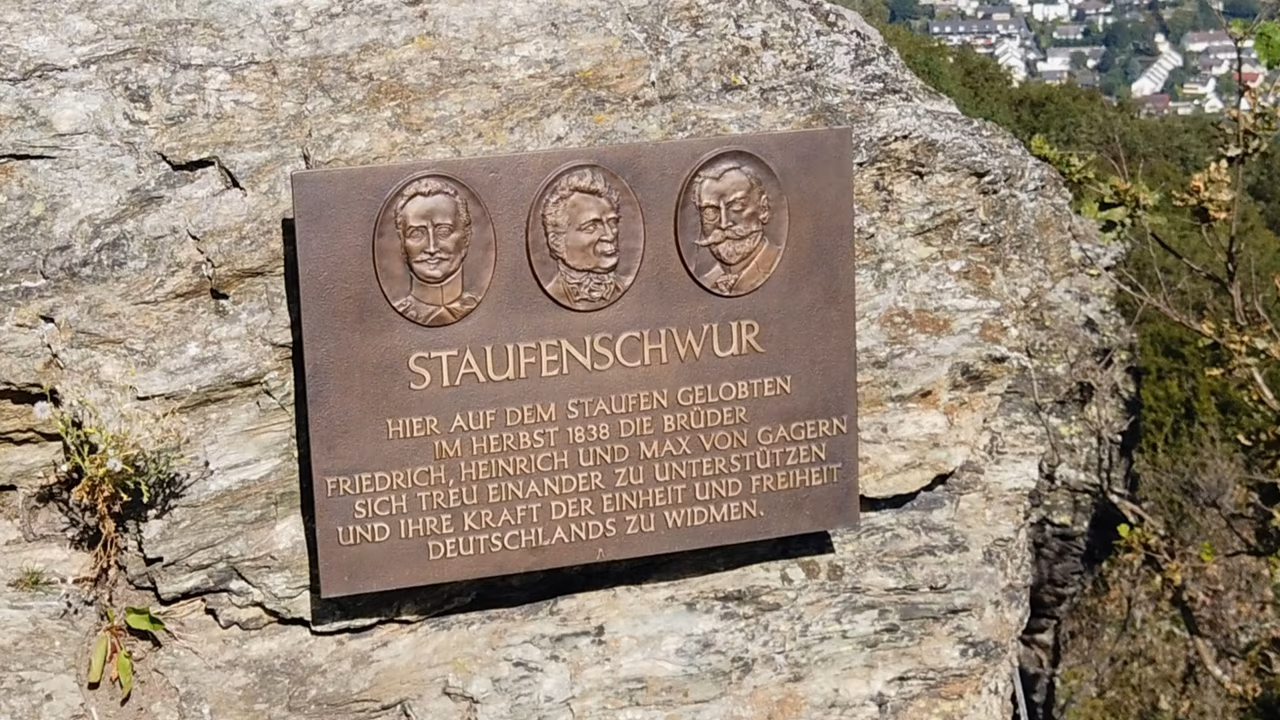 STAUFENSCHWUR
HIER AUF DEM STAUFEN GELOBTEN
IM HERBST 1838 DIE BRÜDER
FRIEDRICH, HEINRICH UND MAX VON GAGERN
SICH TREU EINANDER ZU UNTERSTÜTZEN
UND IHRE KRAFT DER EINHEIT UND FREIHEIT
DEUTSCHLANDS ZU WIDMEN.